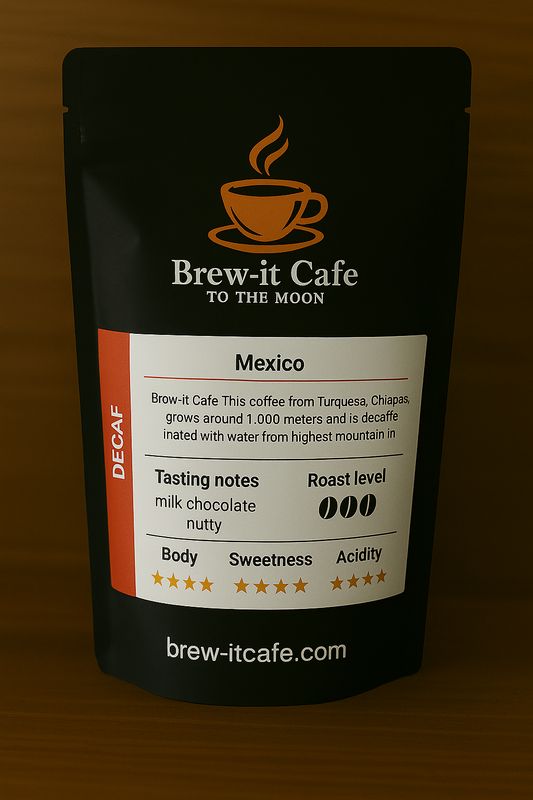 Brew-it Cafe
TO THE MOON
DECAF
Mexico
Brow-it Cafe This coffee from Turquesa, Chiapas,
grows around 1.000 meters and is decaffe
inated with water from highest mountain in
Tasting notes
milk chocolate
nutty
Roast level
Body
Sweetness
Acidity
brew-itcafe.com